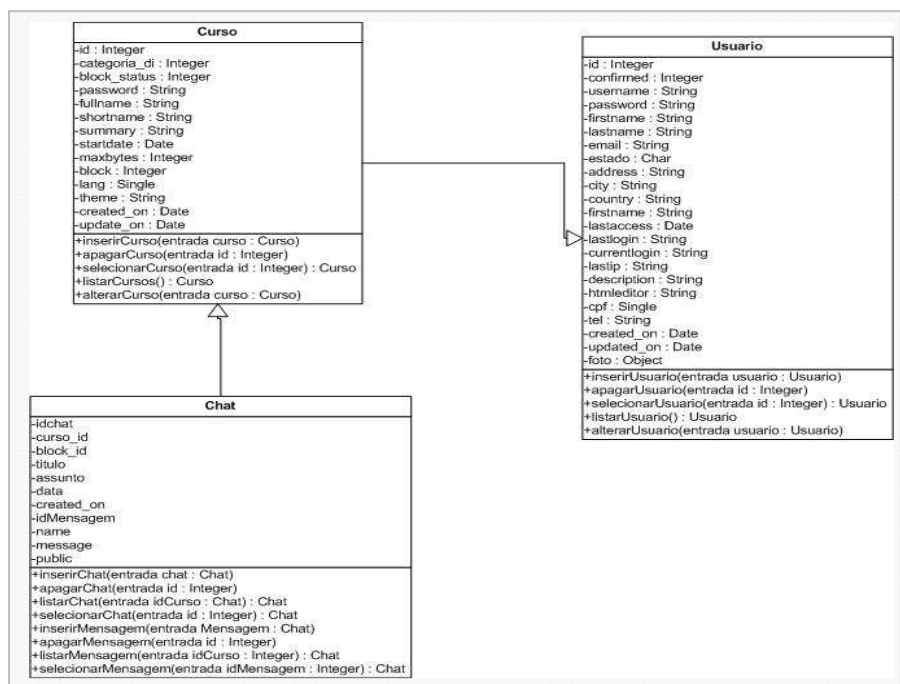 Curso
-id : Integer
-categoria_di : Integer
-block_status : Integer
-password : String
-fullname : String
-shortname : String
-summary : String
-startdate : Date
-maxbytes : Integer
-block : Integer
-lang : Single
-theme : String
-created_on : Date
-update_on : Date
+inserirCurso(entrada curso : Curso)
+apagarCurso(entrada id : Integer)
+selecionarCurso(entrada id : Integer) : Curso
+listarCursos() : Curso
+alterarCurso(entrada curso : Curso)
Usuario
-id : Integer
-confirmed : Integer
-username : String
-password : String
-firstname : String
-lastname : String
-email : String
-estado : Char
-address : String
-city : String
-country : String
-firstname : String
-lastaccess : Date
-lastlogin : String
-currentlogin : String
-lastip : String
-description : String
-htmleditor : String
-cpf : Single
-tel : String
-created_on : Date
-updated_on : Date
-foto : Object
+inserirUsuario(entrada usuario : Usuario)
+apagarUsuario(entrada id : Integer)
+selecionarUsuario(entrada id : Integer) : Usuario
+listarUsuario() : Usuario
+alterarUsuario(entrada usuario : Usuario)
Chat
-idchat
-curso_id
-block_id
-titulo
-assunto
-data
-created_on
-idMensagem
-name
-message
-public
+inserirChat(entrada chat : Chat)
+apagarChat(entrada id : Integer)
+listarChat(entrada idCurso : Chat) : Chat
+selecionarChat(entrada id : Integer) : Chat
+inserirMensagem(entrada Mensagem : Chat)
+apagarMensagem(entrada id : Integer)
+listarMensagem(entrada idCurso : Integer) : Chat
+selecionarMensagem(entrada idMensagem : Integer) : Chat